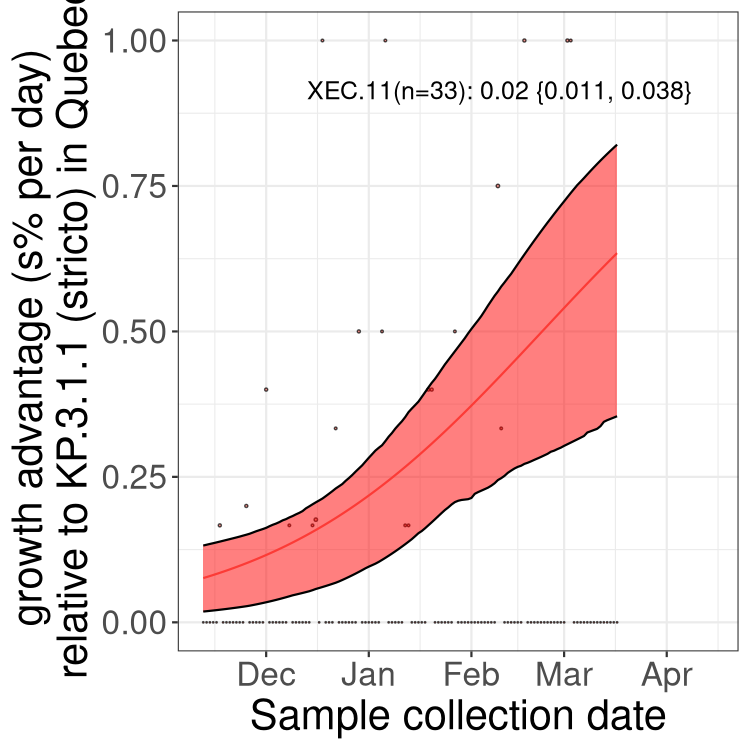 growth advantage (s% per day)
relative to KP.3.1.1 (stricto) in Quebec
1.00
0.75
0.50
0.25
0.00
XEC.11(n=33): 0.02 {0.011, 0.038}
Dec Jan Feb Mar Apr
Sample collection date